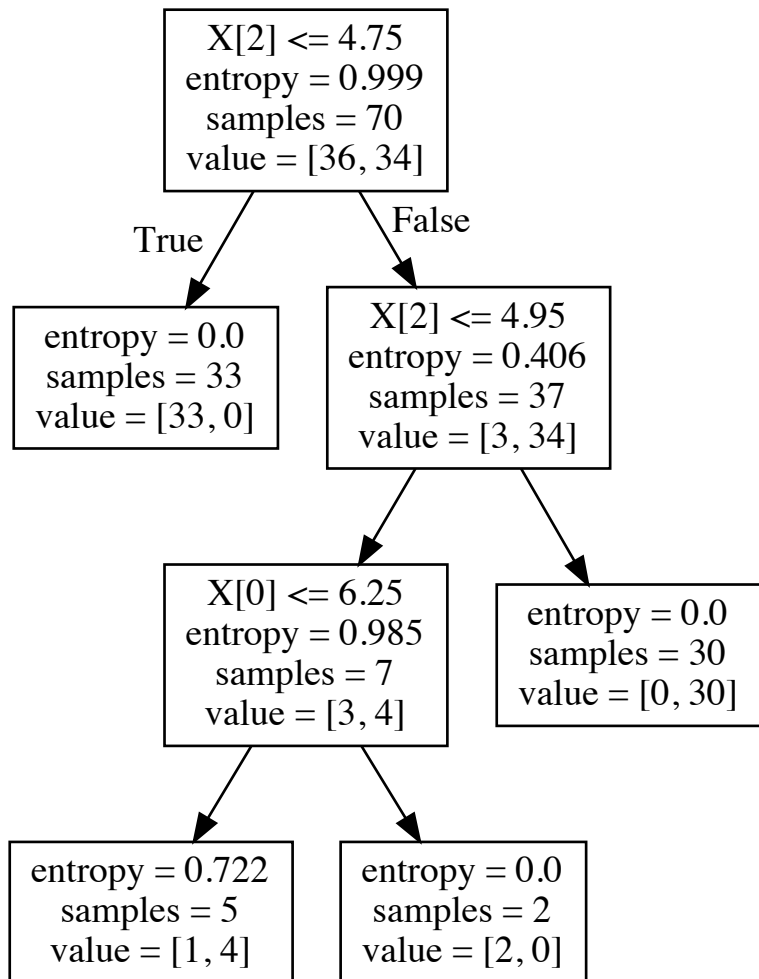 X[2] <= 4.75
entropy = 0.999
samples = 70
value = [36, 34]
True
False
entropy = 0.0
samples = 33
value = [33, 0]
X[2] <= 4.95
entropy = 0.406
samples = 37
value = [3, 34]
X[0] <= 6.25
entropy = 0.985
samples = 7
value = [3, 4]
entropy = 0.0
samples = 30
value = [0, 30]
entropy = 0.722
samples = 5
value = [1, 4]
entropy = 0.0
samples = 2
value = [2, 0]